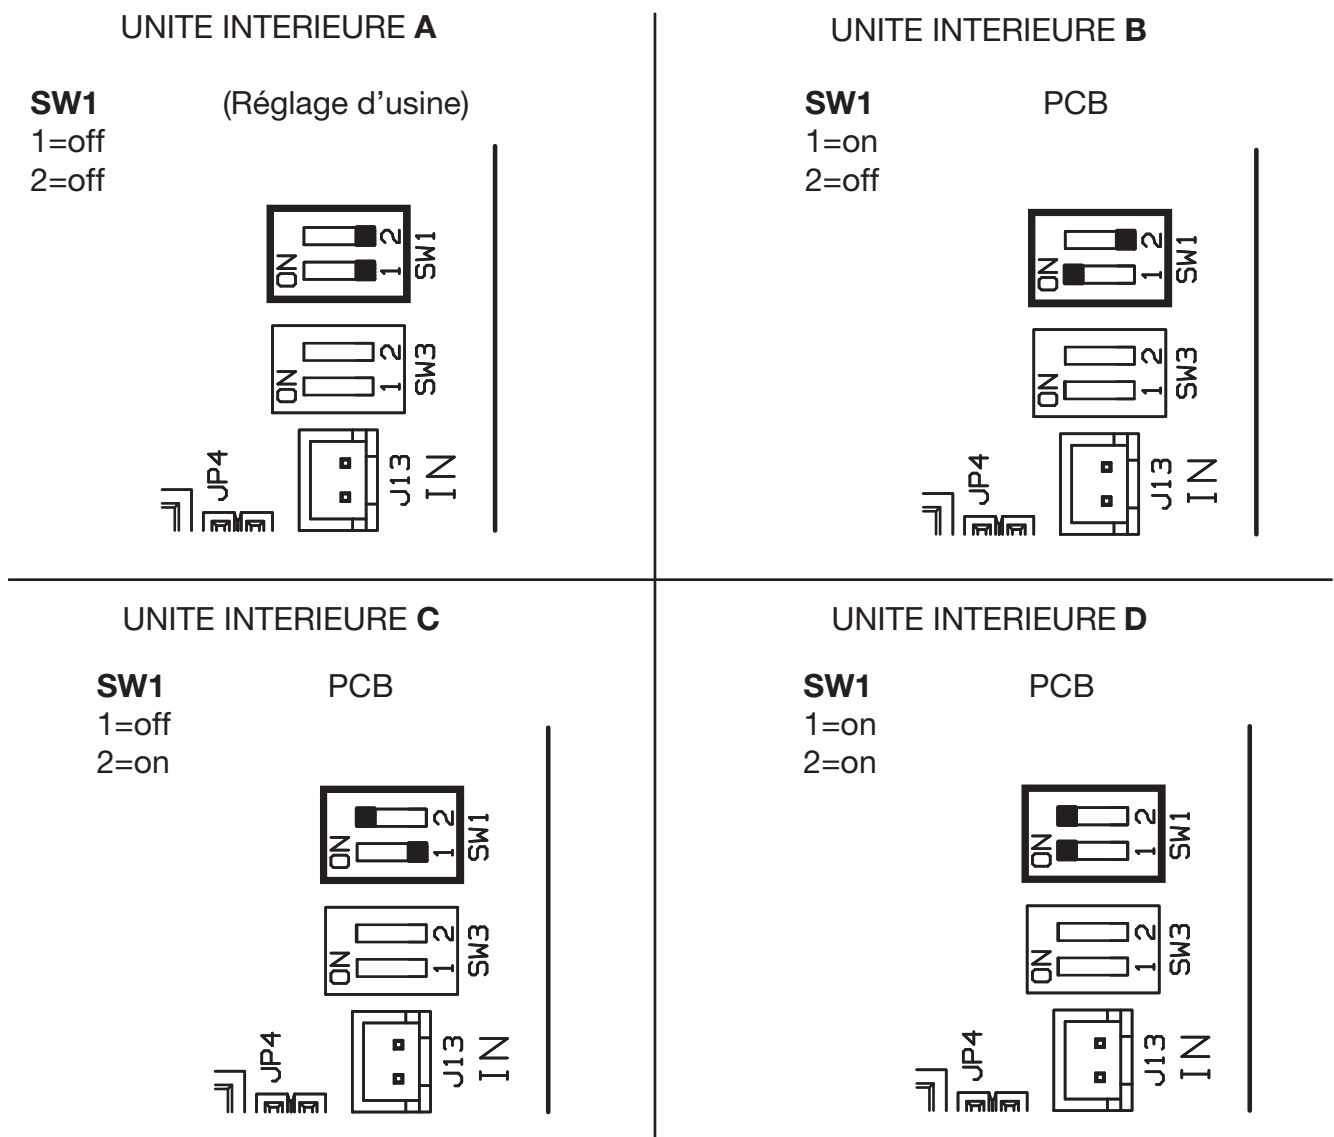 UNITE INTERIEURE A
SW1 (Réglage d'usine)
1=off
2=off
ON
2
1
SW1
ON
2
1
SW3
JP4
J13
IN
UNITE INTERIEURE B
SW1 PCB
1=on
2=off
ON
2
1
SW1
ON
2
1
SW3
JP4
J13
IN
UNITE INTERIEURE C
SW1 PCB
1=off
2=on
ON
2
1
SW1
ON
2
1
SW3
JP4
J13
IN
UNITE INTERIEURE D
SW1 PCB
1=on
2=on
ON
2
1
SW1
ON
2
1
SW3
JP4
J13
IN